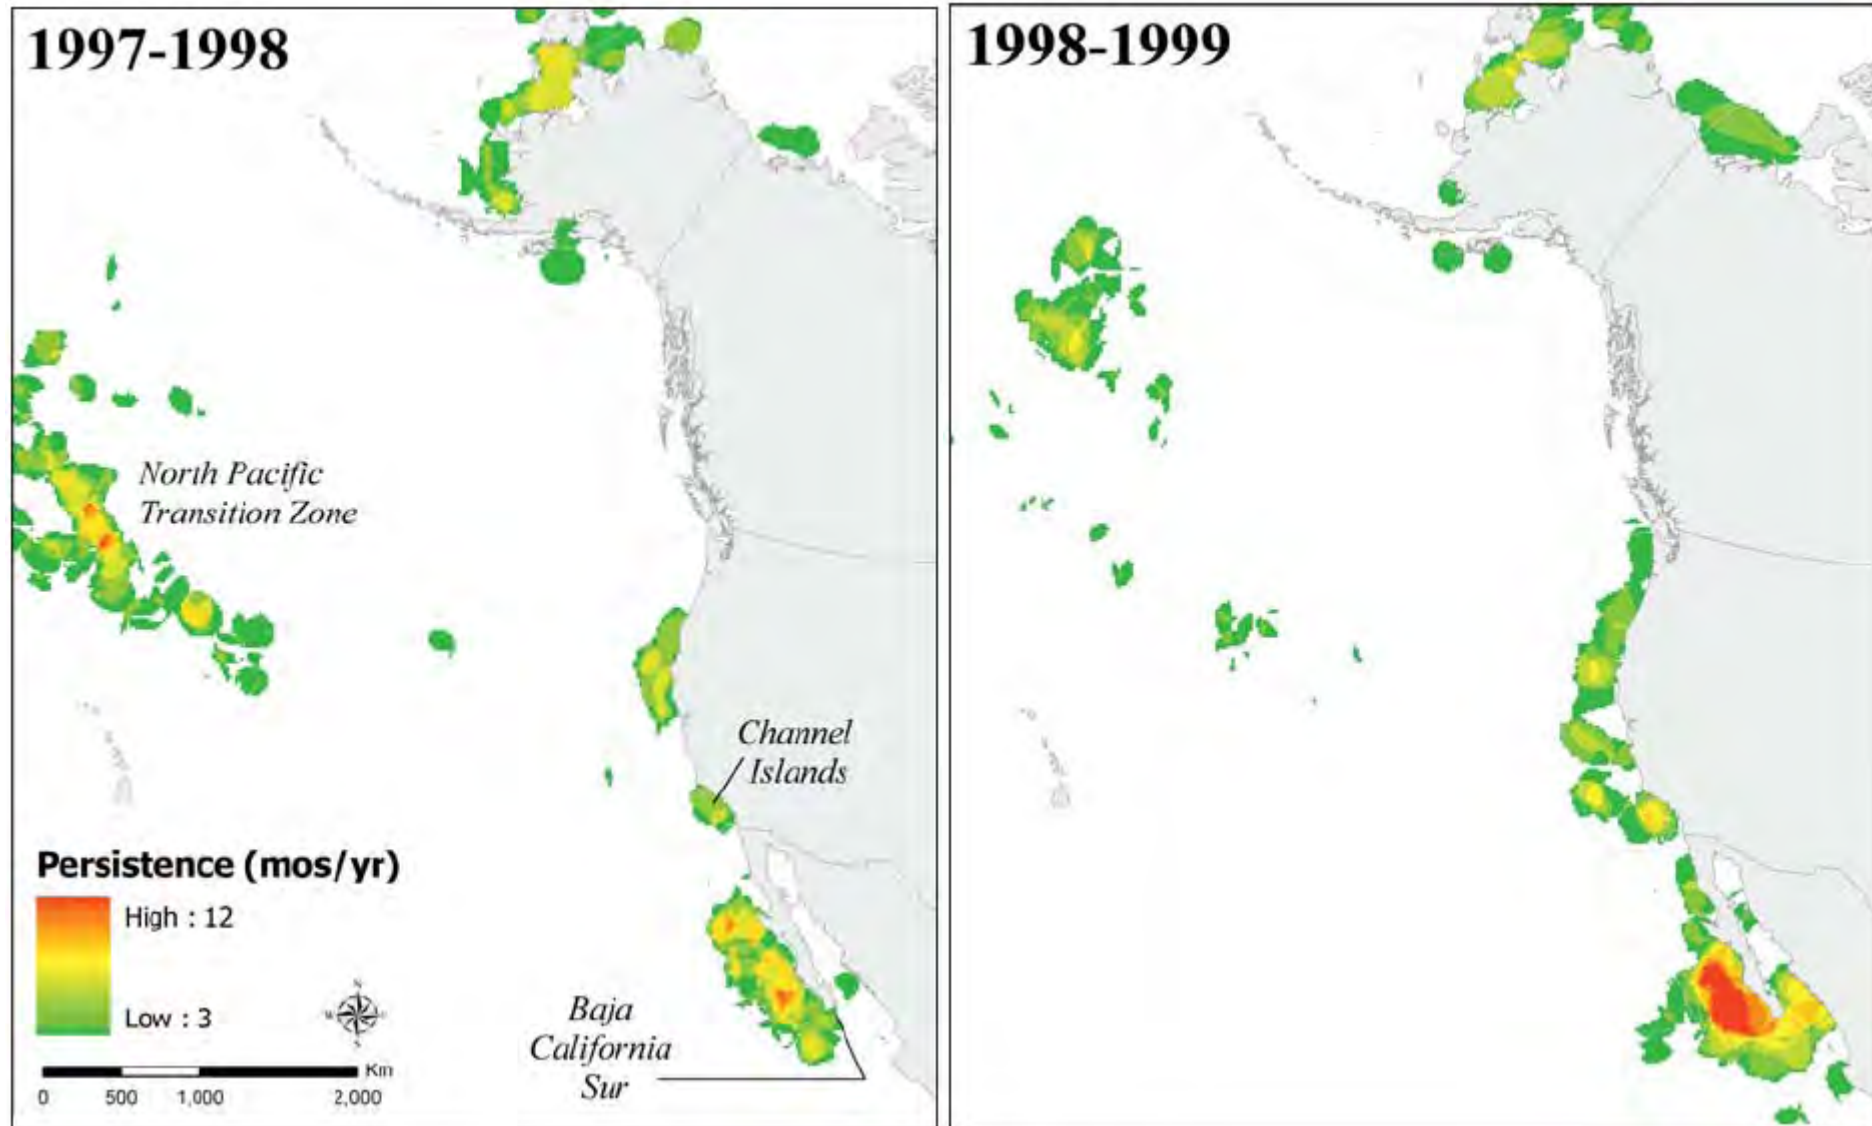 1997-1998
1998-1999
North Pacific
Transition Zone
Channel
Islands
Persistence (mos/yr)
High : 12
Low : 3
N
W
S
Km
0 500 1,000 2,000
Baja
California
Sur